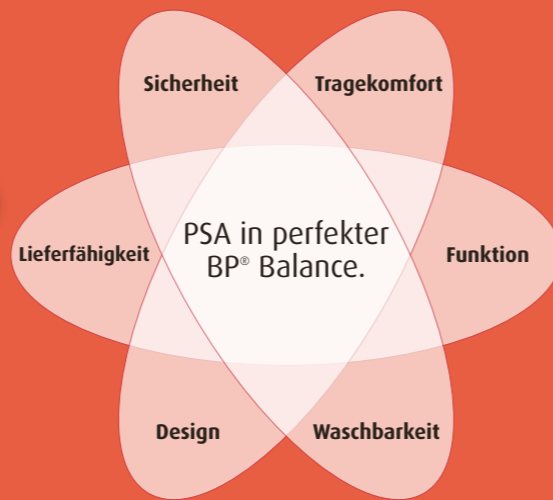 Sicherheit
Tragekomfort
Lieferfähigkeit
PSA in perfekter
BP® Balance.
Funktion
Design
Waschbarkeit